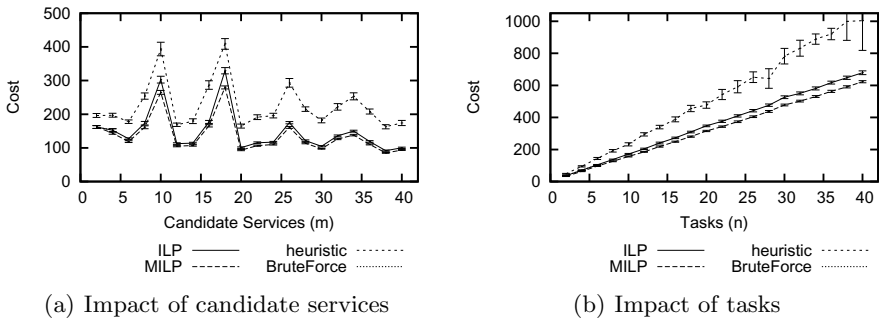 500
400
300
200
100
0
Cost
0 5 10 15 20 25 30 35 40
Candidate Services (m)
ILP heuristic
MILP BruteForce
(a) Impact of candidate services
1000
800
600
400
200
0
Cost
0 5 10 15 20 25 30 35 40
Tasks (n)
ILP heuristic
MILP BruteForce
(b) Impact of tasks